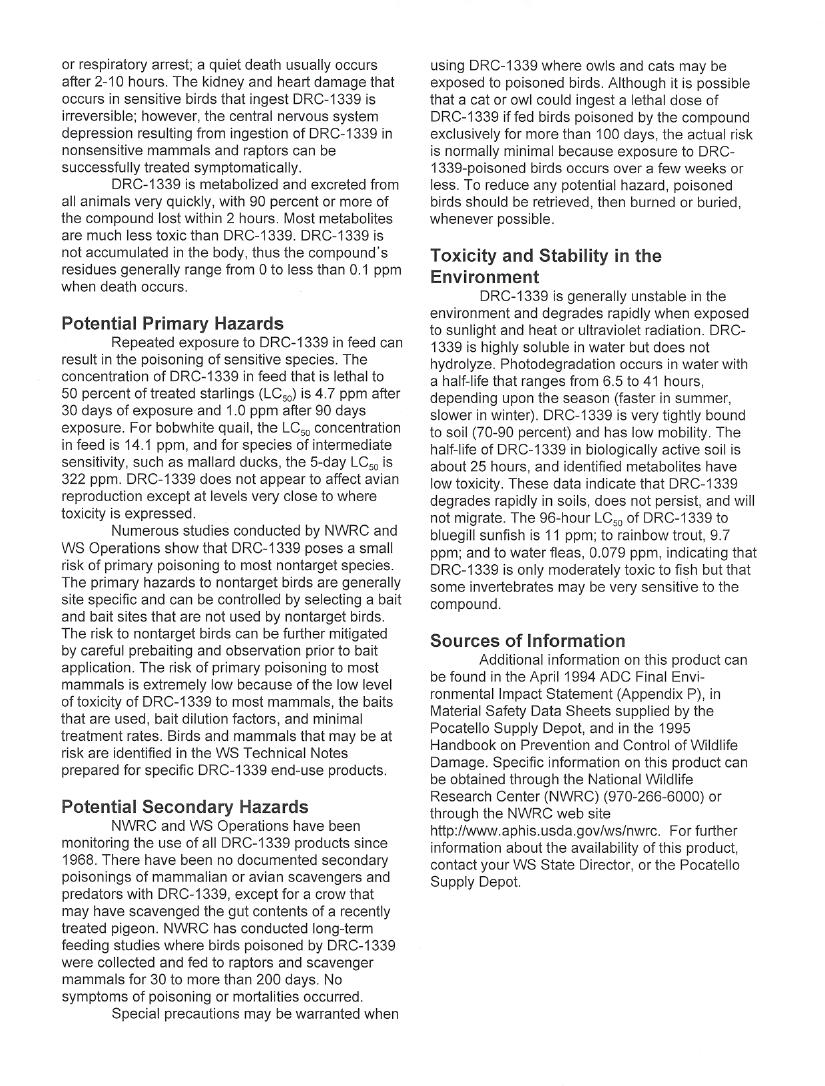 or respiratory arrest; a quiet death usually occurs
after 2-10 hours. The kidney and heart damage that
occurs in sensitive birds that ingest DRC-1339 is
irreversible; however, the central nervous system
depression resulting from ingestion of DRC-1339 in
nonsensitive mammals and raptors can be
successfully treated symptomatically.
DRC-1339 is metabolized and excreted from
all animals very quickly, with 90 percent or more of
the compound lost within 2 hours. Most metabolites
are much less toxic than DRC-1339. DRC-1339 is
not accumulated in the body, thus the compound's
residues generally range from 0 to less than 0.1 ppm
when death occurs.
Potential Primary Hazards
Repeated exposure to DRC-1339 in feed can
result in the poisoning of sensitive species. The
concentration of DRC-1339 in feed that is lethal to
50 percent of treated starlings (LC50) is 4.7 ppm after
30 days of exposure and 1.0 ppm after 90 days
exposure. For bobwhite quail, the LC50 concentration
in feed is 14.1 ppm, and for species of intermediate
sensitivity, such as mallard ducks, the 5-day LC50 is
322 ppm. DRC-1339 does not appear to affect avian
reproduction except at levels very close to where
toxicity is expressed.
Numerous studies conducted by NWRC and
WS Operations show that DRC-1339 poses a small
risk of primary poisoning to most nontarget species.
The primary hazards to nontarget birds are generally
site specific and can be controlled by selecting a bait
and bait sites that are not used by nontarget birds.
The risk to nontarget birds can be further mitigated
by careful prebaiting and observation prior to bait
application. The risk of primary poisoning to most
mammals is extremely low because of the low level
of toxicity of DRC-1339 to most mammals, the baits
that are used, bait dilution factors, and minimal
treatment rates. Birds and mammals that may be at
risk are identified in the WS Technical Notes
prepared for specific DRC-1339 end-use products.
Potential Secondary Hazards
NWRC and WS Operations have been
monitoring the use of all DRC-1339 products since
1968. There have been no documented secondary
poisonings of mammalian or avian scavengers and
predators with DRC-1339, except for a crow that
may have scavenged the gut contents of a recently
treated pigeon. NWRC has conducted long-term
feeding studies where birds poisoned by DRC-1339
were collected and fed to raptors and scavenger
mammals for 30 to more than 200 days. No
symptoms of poisoning or mortalities occurred.
Special precautions may be warranted when
using DRC-1339 where owls and cats may be
exposed to poisoned birds. Although it is possible
that a cat or owl could ingest a lethal dose of
DRC-1339 if fed birds poisoned by the compound
exclusively for more than 100 days, the actual risk
is normally minimal because exposure to DRC-
1339-poisoned birds occurs over a few weeks or
less. To reduce any potential hazard, poisoned
birds should be retrieved, then burned or buried,
whenever possible.
Toxicity and Stability in the
Environment
DRC-1339 is generally unstable in the
environment and degrades rapidly when exposed
to sunlight and heat or ultraviolet radiation. DRC-
1339 is highly soluble in water but does not
hydrolyze. Photodegradation occurs in water with
a half-life that ranges from 6.5 to 41 hours,
depending upon the season (faster in summer,
slower in winter). DRC-1339 is very tightly bound
to soil (70-90 percent) and has low mobility. The
half-life of DRC-1339 in biologically active soil is
about 25 hours, and identified metabolites have
low toxicity. These data indicate that DRC-1339
degrades rapidly in soils, does not persist, and will
not migrate. The 96-hour LC50 of DRC-1339 to
bluegill sunfish is 11 ppm; to rainbow trout, 9.7
ppm; and to water fleas, 0.079 ppm, indicating that
DRC-1339 is only moderately toxic to fish but that
some invertebrates may be very sensitive to the
compound.
Sources of Information
Additional information on this product can
be found in the April 1994 ADC Final Envi-
ronmental Impact Statement (Appendix P), in
Material Safety Data Sheets supplied by the
Pocatello Supply Depot, and in the 1995
Handbook on Prevention and Control of Wildlife
Damage. Specific information on this product can
be obtained through the National Wildlife
Research Center (NWRC) (970-266-6000) or
through the NWRC web site
http://www.aphis.usda.gov/ws/nwrc. For further
information about the availability of this product,
contact your WS State Director, or the Pocatello
Supply Depot.